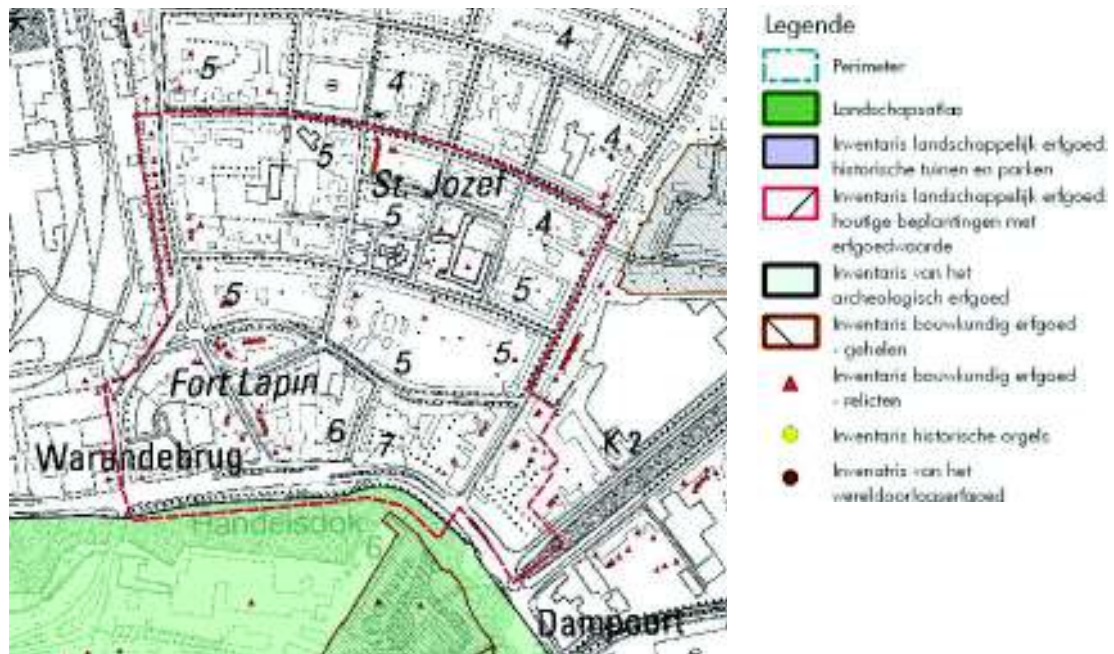 5
4
4
4
5
St. Jozef
5
4
5
5
5
5.
Fort Lapin
6
7
K 2
Warandebrug
Handelsdok
6
Dampoort
Legende
Perimeter
Landschapsatlas
Inventaris landschappelijk erfgoed:
historische tuinen en parken
Inventaris landschappelijk erfgoed:
houtige beplantingen met
erfgoedwaarde
Inventaris van het
archeologisch erfgoed
Inventaris bouwkundig erfgoed
- gehelen
Inventaris bouwkundig erfgoed
- relicten
Inventaris historische orgels
Invenatris van het
wereldoorlogserfgoed